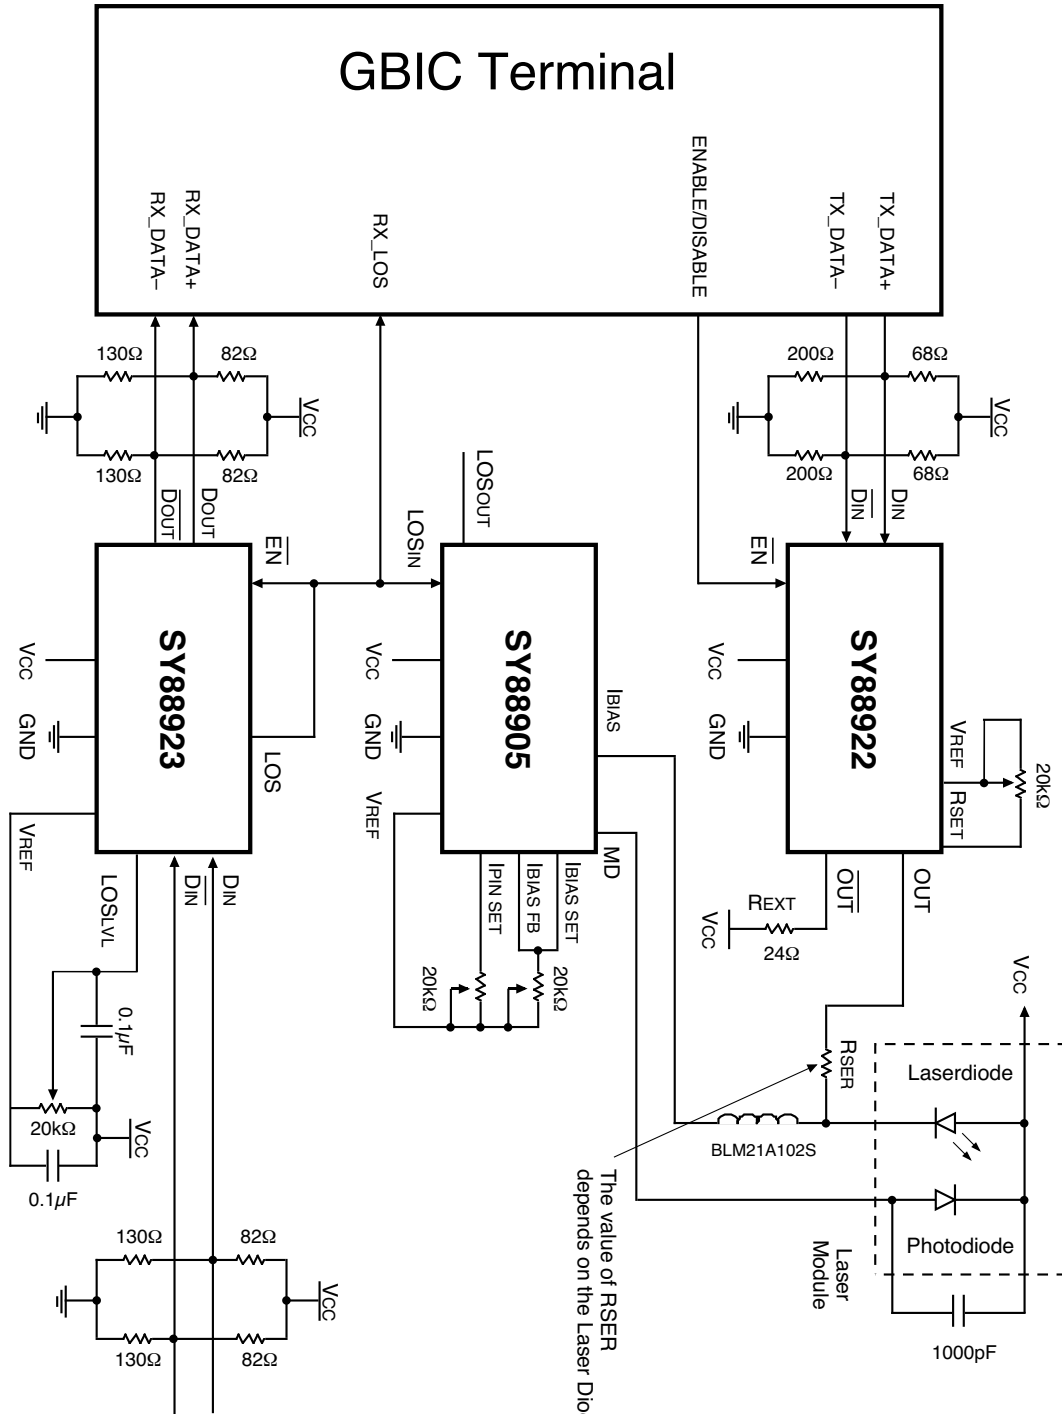 GBIC Terminal
RX_DATA–
RX_DATA+
RX_LOS
ENABLE/DISABLE
TX_DATA–
TX_DATA+
130Ω
82Ω
200Ω
68Ω
VCC
VCC
130Ω
82Ω
200Ω
68Ω
DOUT
DOUT
LOSOUT
DIN
DIN
EN
LOSIN
EN
SY88923
SY88905
SY88922
VCC
GND
VCC
GND
VCC
GND
LOS
IBIAS
VREF
RSET
20kΩ
VREF
VREF
MD
LOSLVL
DIN
DIN
IPIN SET
IBIAS FB
IBIAS SET
20kΩ
20kΩ
OUT
OUT
REXT
24Ω
VCC
VCC
0.1µF
20kΩ
VCC
0.1µF
RSER
Laserdiode
BLM21A102S
Photodiode
Laser
Module
1000pF
The value of RSER
depends on the Laser
130Ω
82Ω
VCC
130Ω
82Ω